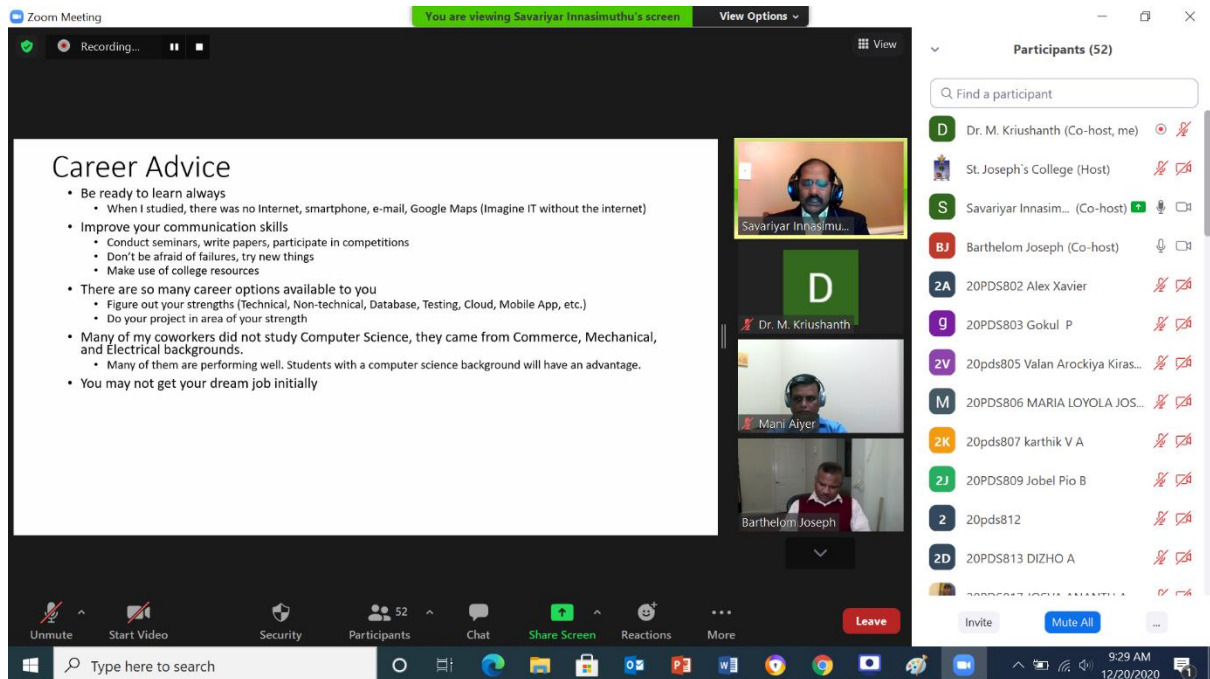 Zoom Meeting
You are viewing Savariyar Innasimuthu's screen
View Options
Recording...
View
Career Advice
• Be ready to learn always
• When I studied, there was no Internet, smartphone, e-mail, Google Maps (Imagine IT without the internet)
• Improve your communication skills
• Conduct seminars, write papers, participate in competitions
• Don't be afraid of failures, try new things
• Make use of college resources
• There are so many career options available to you
• Figure out your strengths (Technical, Non-technical, Database, Testing, Cloud, Mobile App, etc.)
• Do your project in area of your strength
• Many of my coworkers did not study Computer Science, they came from Commerce, Mechanical,
and Electrical backgrounds.
• Many of them are performing well. Students with a computer science background will have an advantage.
• You may not get your dream job initially
Savariyar Innasimu...
D
Dr. M. Kriushanth
Mani Aiyer
Barthelom Joseph
Participants (52)
Find a participant
D Dr. M. Kriushanth (Co-host, me)
St. Joseph`s College (Host)
S Savariyar Innasim... (Co-host)
BJ Barthelom Joseph (Co-host)
2A 20PDS802 Alex Xavier
g 20PDS803 Gokul P
2V 20pds805 Valan Arockiya Kiras...
M 20PDS806 MARIA LOYOLA JOS...
2K 20pds807 karthik V A
2J 20PDS809 Jobel Pio B
2 20pds812
2D 20PDS813 DIZHO A
Invite
Mute All
...
Unmute
Start Video
Security
52
Participants
Chat
Share Screen
Reactions
More
Leave
Type here to search
9:29 AM
12/20/2020
1